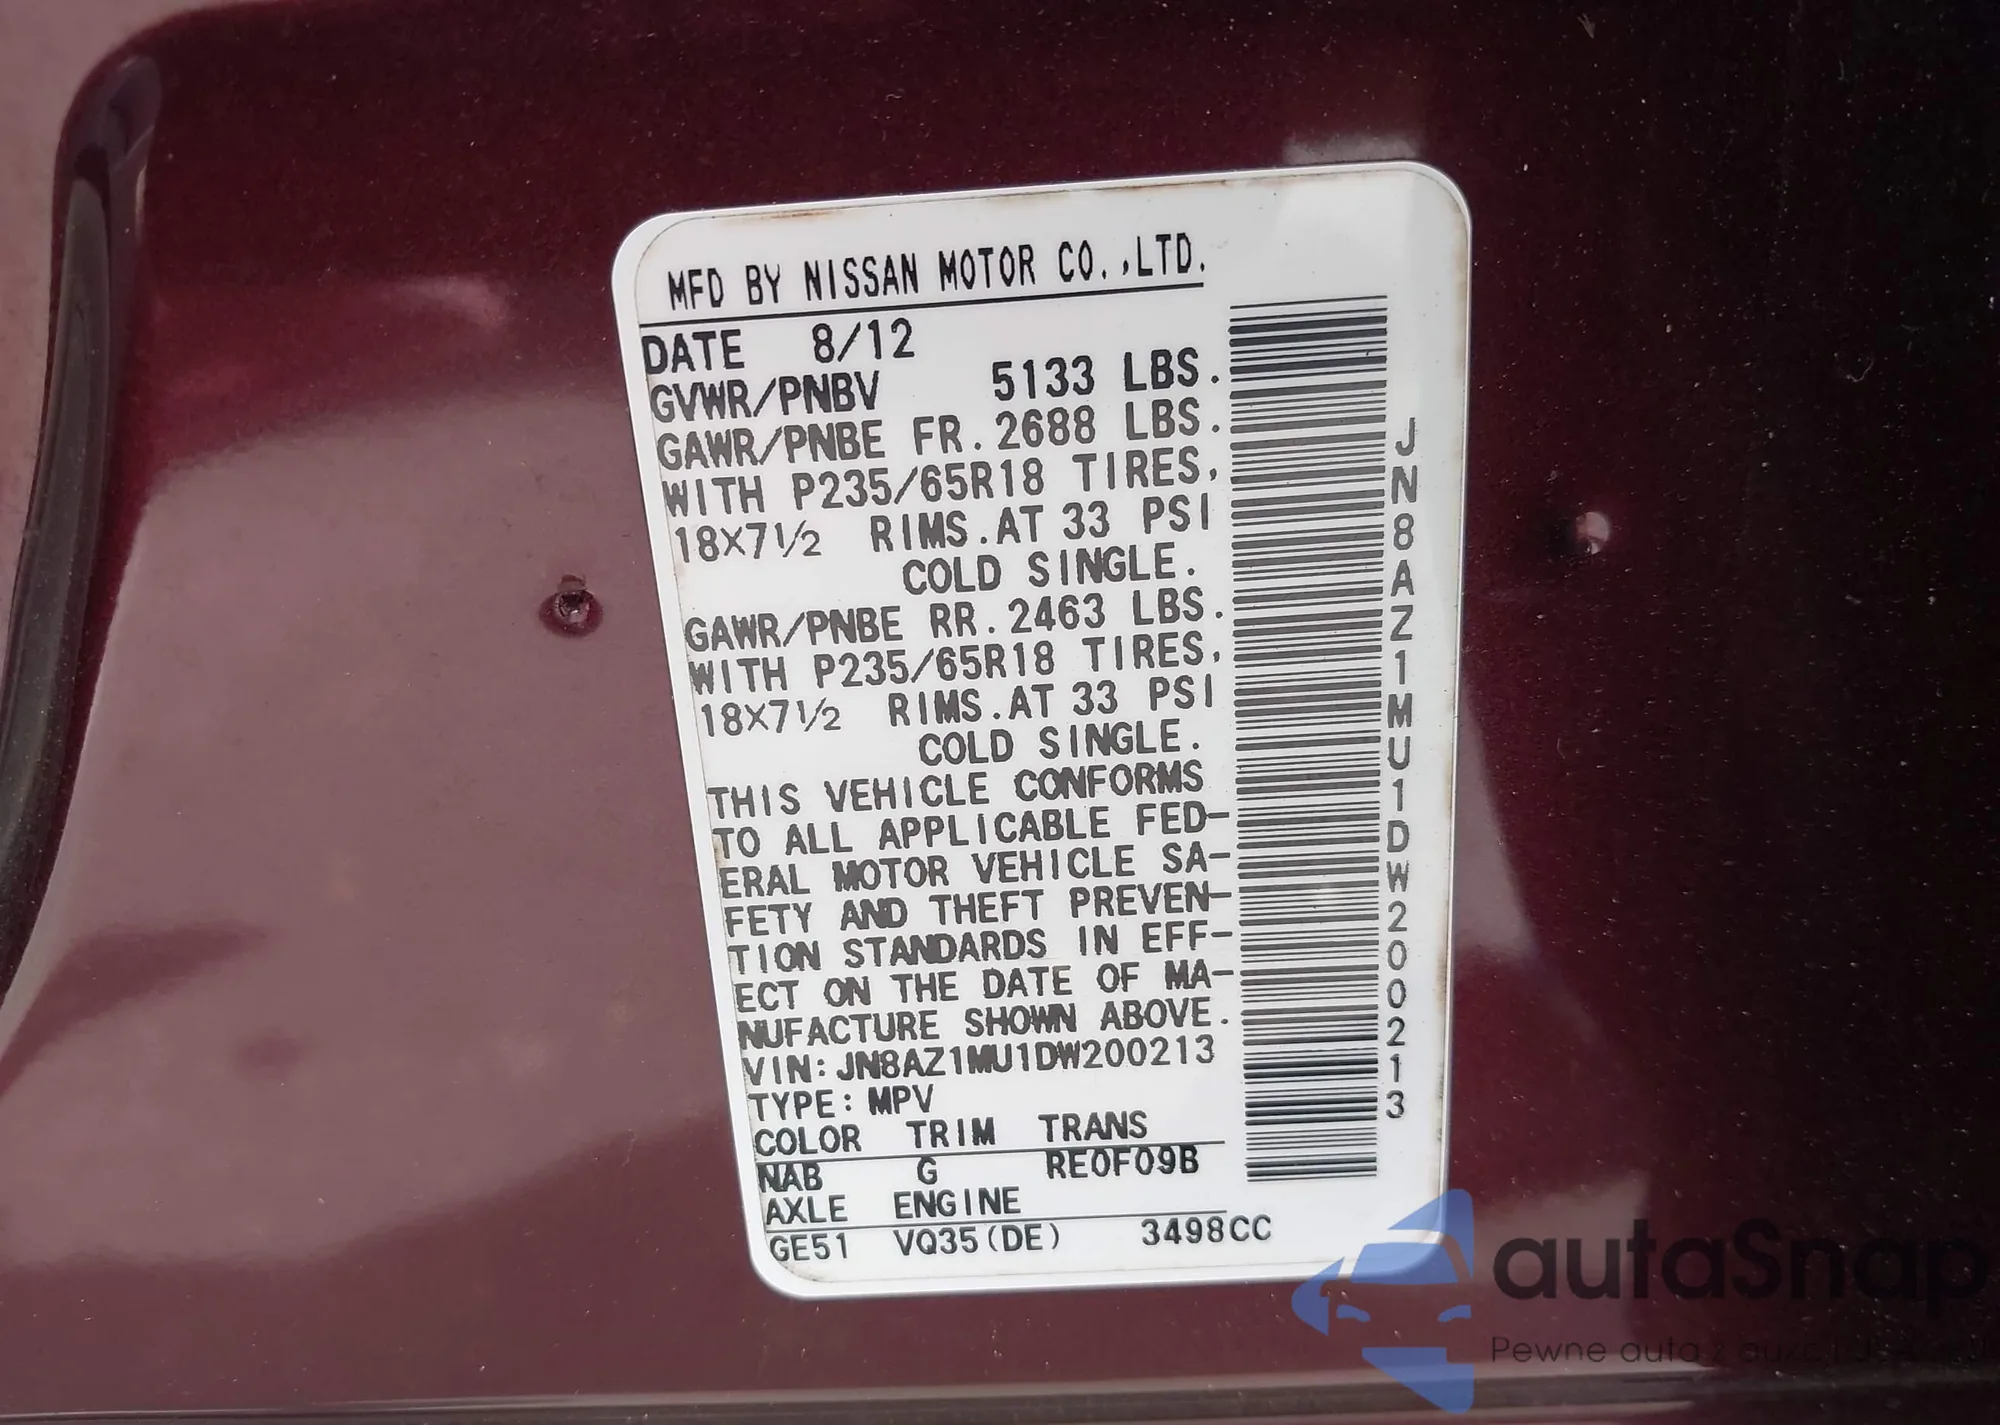 MFD BY NISSAN MOTOR CO.,LTD.
DATE 8/12
GVWR/PNBV 5133 LBS.
GAWR/PNBE FR. 2688 LBS.
WITH P235/65R18 TIRES,
18X7½ RIMS. AT 33 PSI
COLD SINGLE.
GAWR/PNBE RR. 2463 LBS.
WITH P235/65R18 TIRES,
18X7½ RIMS. AT 33 PSI
COLD SINGLE.
THIS VEHICLE CONFORMS
TO ALL APPLICABLE FED-
ERAL MOTOR VEHICLE SA-
FETY AND THEFT PREVEN-
TION STANDARDS IN EFF-
ECT ON THE DATE OF MA-
NUFACTURE SHOWN ABOVE.
VIN: JN8AZ1MU1DW200213
TYPE: MPV
COLOR TRIM TRANS
NAB G RE0F09B
AXLE ENGINE
GE51 VQ35(DE) 3498CC
JN8AZ1MU1DW200213
autaSnap
Pewne auta z